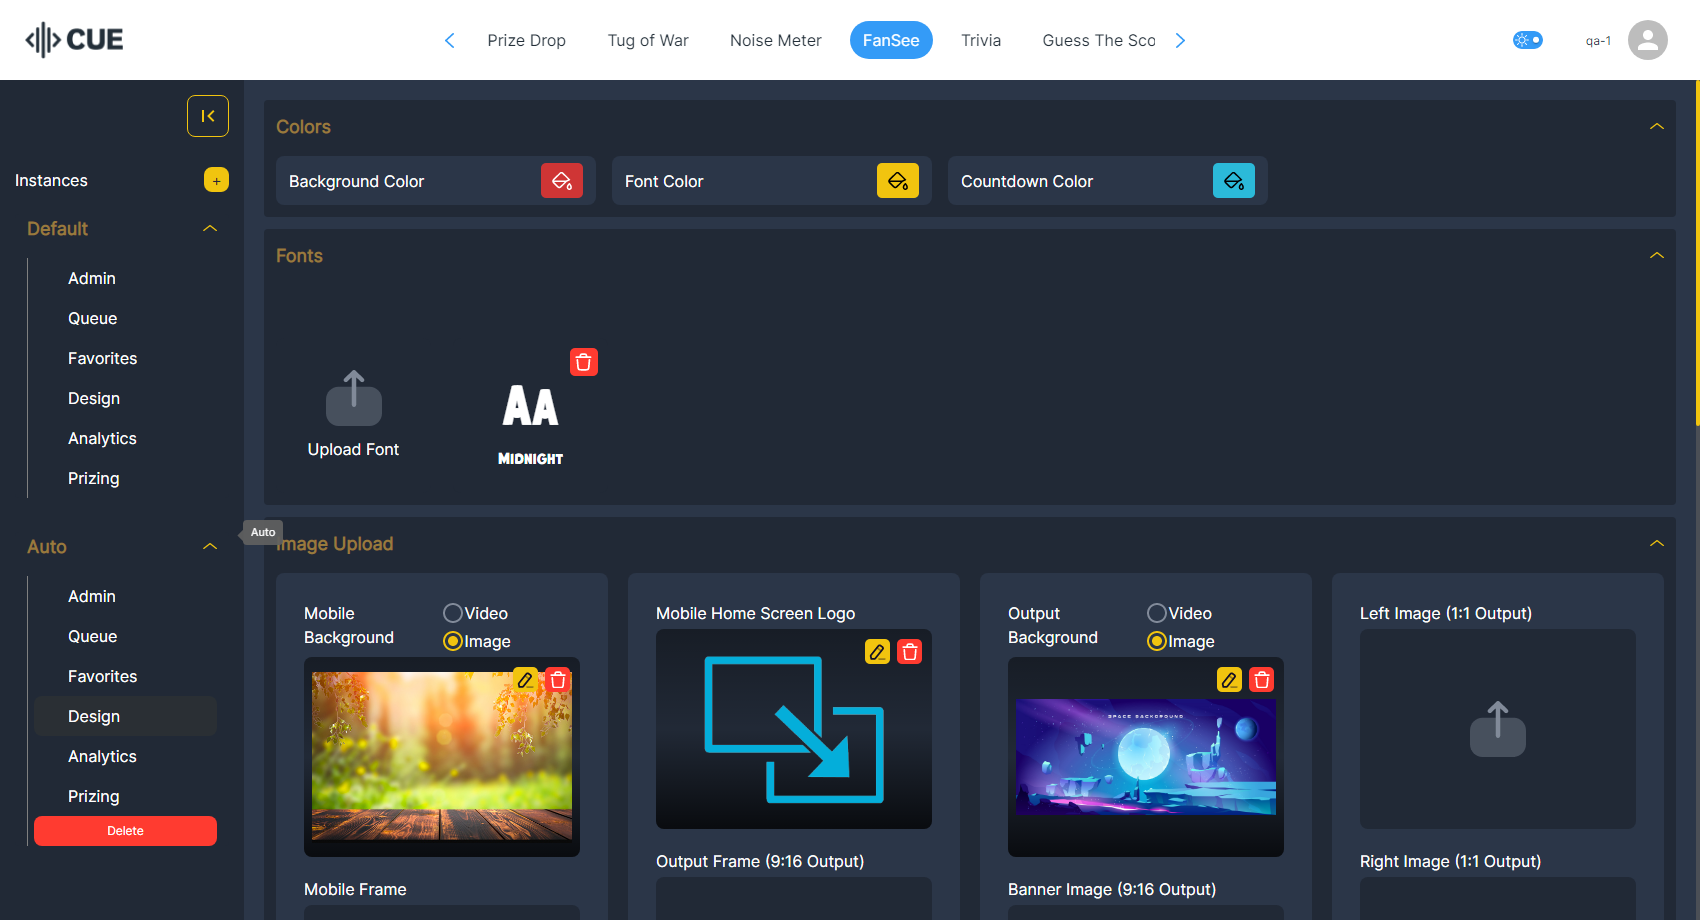 CUE
Prize Drop
Tug of War
Noise Meter
FanSee
Trivia
Guess The Sco
qa-1
Instances
+
Default
Admin
Queue
Favorites
Design
Analytics
Prizing
Auto
Admin
Queue
Favorites
Design
Analytics
Prizing
Delete
Auto
Colors
Background Color
Font Color
Countdown Color
Fonts
Upload Font
AA
MIDNIGHT
Image Upload
Mobile
Background
Video
Image
Mobile Frame
Mobile Home Screen Logo
Output Frame (9:16 Output)
Output
Background
Video
Image
SPACE BACKGROUND
Banner Image (9:16 Output)
Left Image (1:1 Output)
Right Image (1:1 Output)